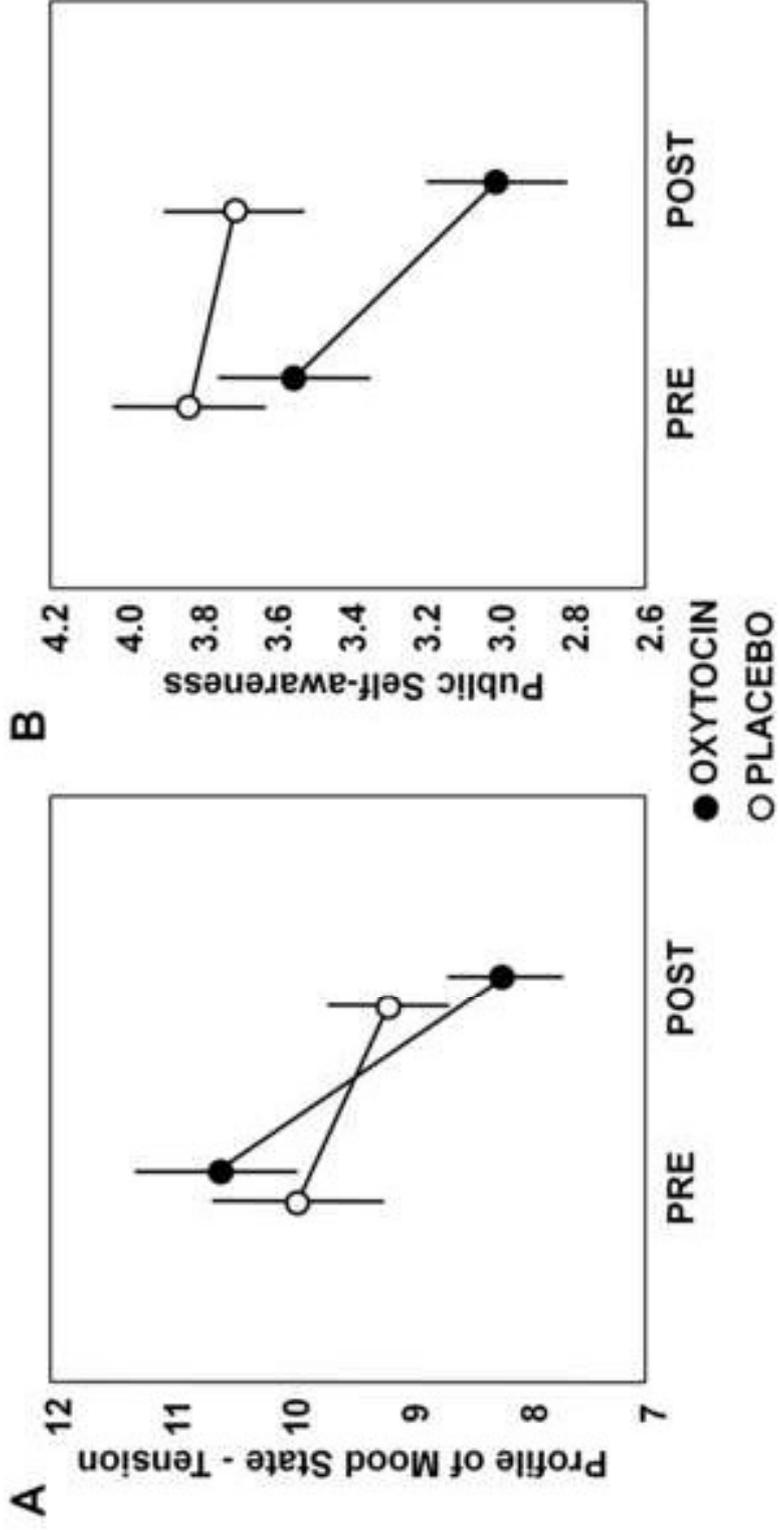 A
Profile of Mood State - Tension
12
11
10
9
8
7
PRE
POST
B
Public Self-awareness
4.2
4.0
3.8
3.6
3.4
3.2
3.0
2.8
2.6
PRE
POST
OXYTOCIN
PLACEBO